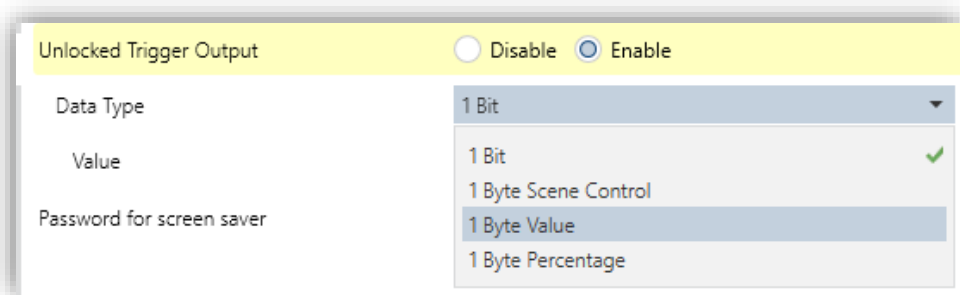 Unlocked Trigger Output Disable Enable
Data Type 1 Bit
Value 1 Bit
1 Byte Scene Control
Password for screen saver 1 Byte Value
1 Byte Percentage